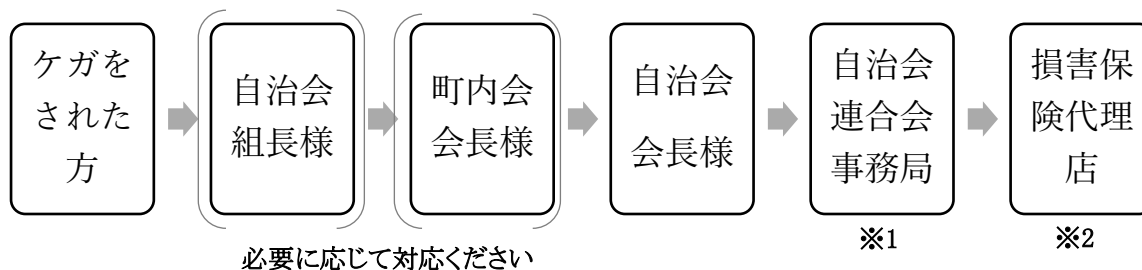 ケガを
された
方
自治会
組長様
町内会
会長様
自治会
会長様
自治会
連合会
事務局
損害保
険代理
店
※1
※2
必要に応じて対応ください